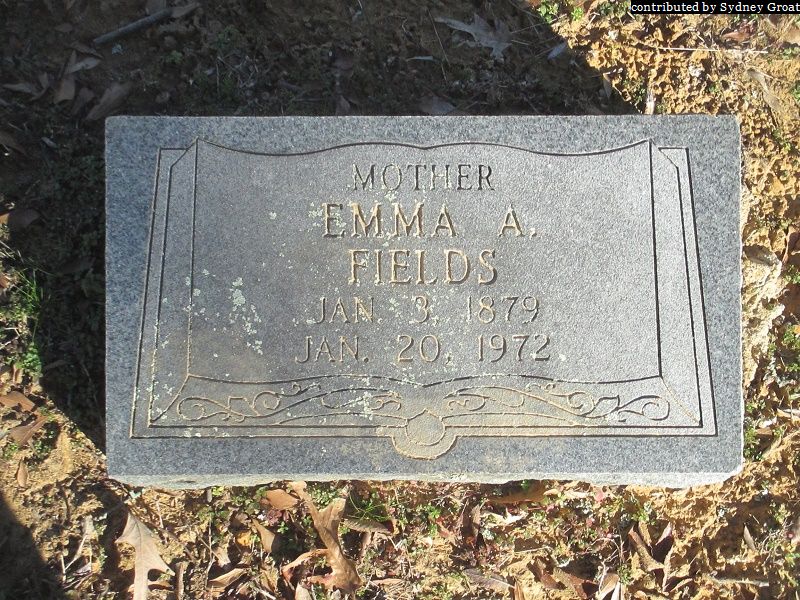 contributed by Sydney Groat
MOTHER
EMMA A.
FIELDS
JAN. 3, 1879
JAN. 20, 1972